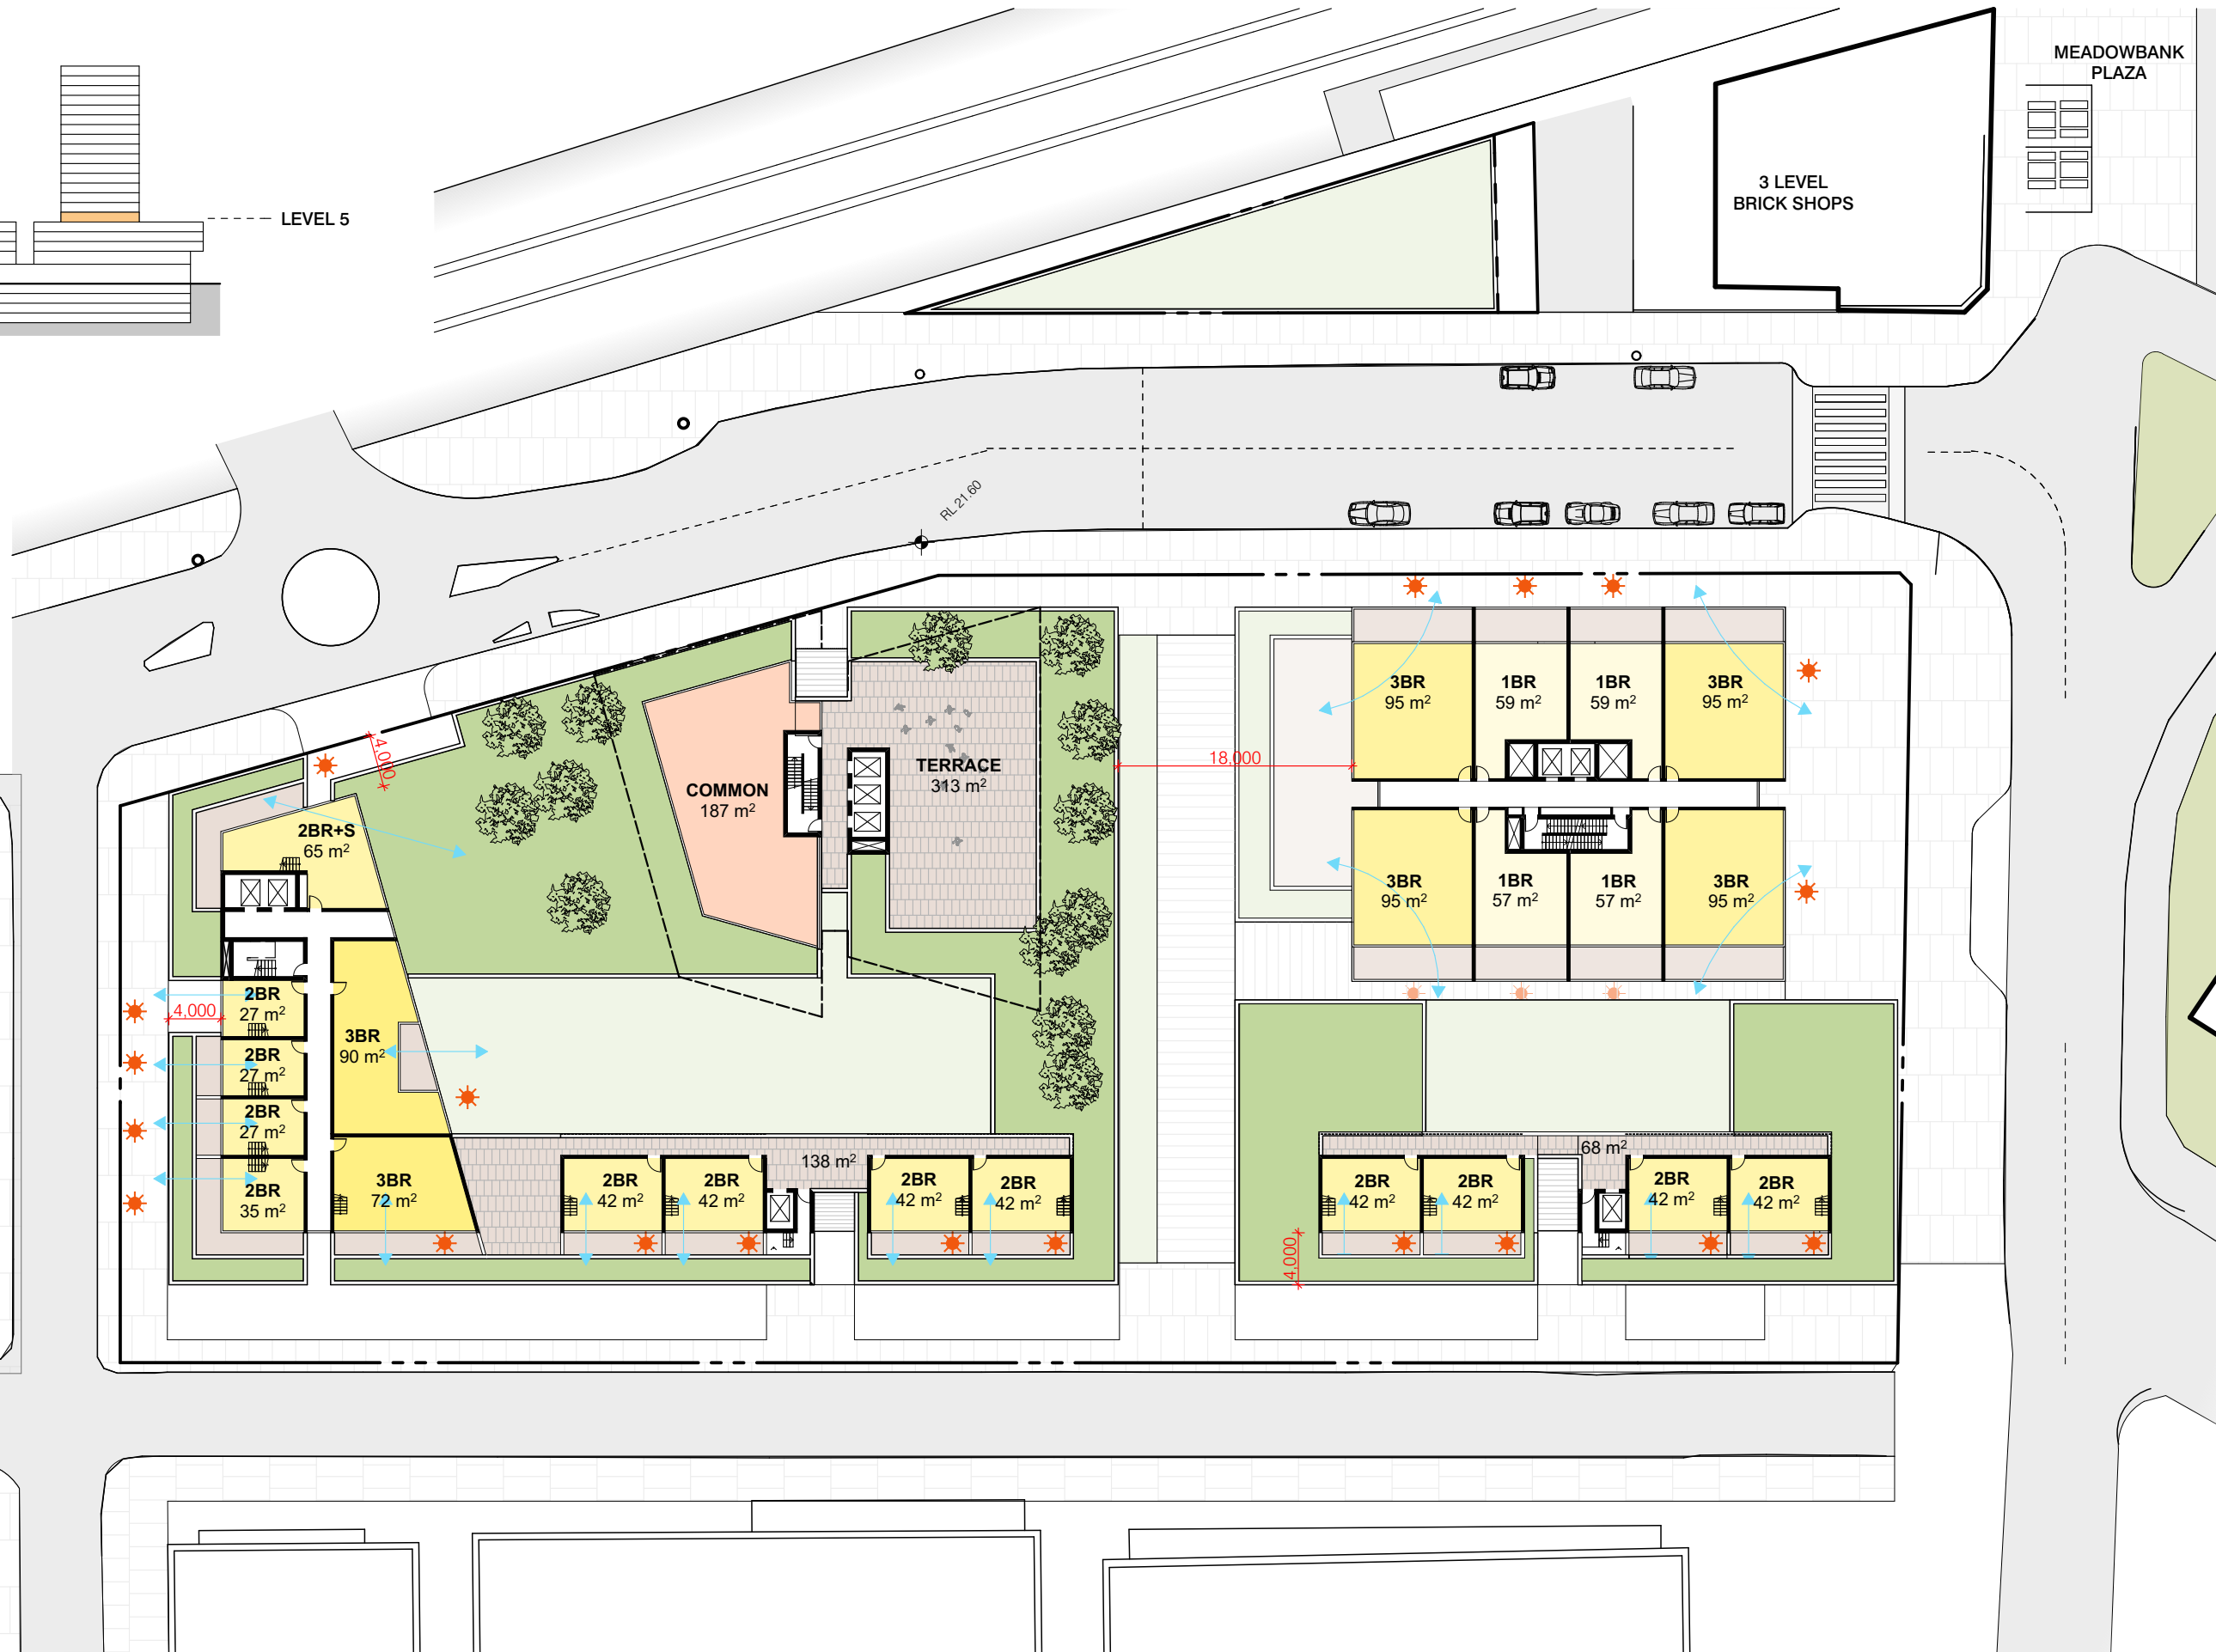 MEADOWBANK
PLAZA
3 LEVEL
BRICK SHOPS
LEVEL 5
RL 21.60
3BR
95 m²
1BR
59 m²
1BR
59 m²
3BR
95 m²
4,000
18,000
TERRACE
313 m²
COMMON
187 m²
2BR+S
65 m²
3BR
95 m²
1BR
57 m²
1BR
57 m²
3BR
95 m²
4,000
2BR
27 m²
3BR
90 m²
2BR
27 m²
2BR
27 m²
2BR
35 m²
3BR
72 m²
2BR
42 m²
2BR
42 m²
138 m²
2BR
42 m²
2BR
42 m²
4,000
2BR
42 m²
2BR
42 m²
68 m²
2BR
42 m²
2BR
42 m²